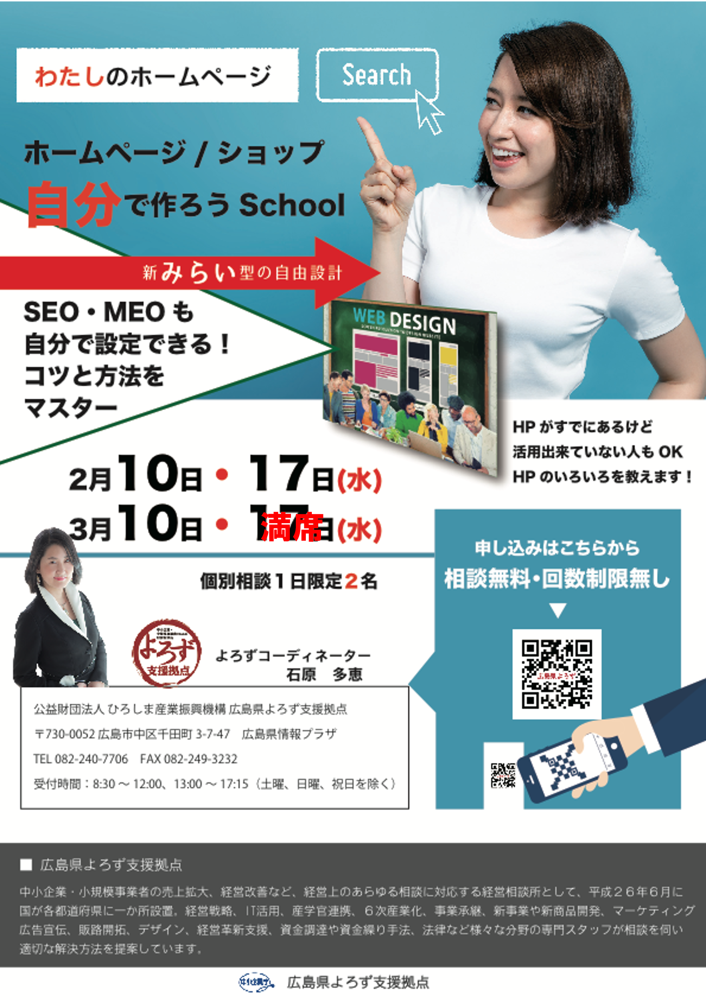 わたしのホームページ
Search
ホームページ / ショップ
自分で作ろう School
新みらい型の自由設計
SEO・MEO も
自分で設定できる！
コツと方法を
マスター
WEB DESIGN
HP がすでにあるけど
活用出来ていない人も OK
HP のいろいろを教えます！
2月10日・17日(水)
3月10日・17日(水)
満席
個別相談１日限定２名
申し込みはこちらから
相談無料・回数制限無し
広島県よろず
よろず
支援拠点
よろずコーディネーター
石原　多恵
公益財団法人 ひろしま産業振興機構 広島県よろず支援拠点
〒730-0052 広島市中区千田町 3-7-47　広島県情報プラザ
TEL 082-240-7706　FAX 082-249-3232
受付時間：8:30 ～ 12:00、13:00 ～ 17:15（土曜、日曜、祝日を除く）
■ 広島県よろず支援拠点
中小企業・小規模事業者の売上拡大、経営改善など、経営上のあらゆる相談に対応する経営相談所として、平成２６年６月に
国が各都道府県に一か所設置。経営戦略、IT活用、産学官連携、６次産業化、事業承継、新事業や新商品開発、マーケティング
広告宣伝、販路開拓、デザイン、経営革新支援、資金調達や資金繰り手法、法律など様々な分野の専門スタッフが相談を伺い
適切な解決方法を提案しています。
広島県よろず支援拠点